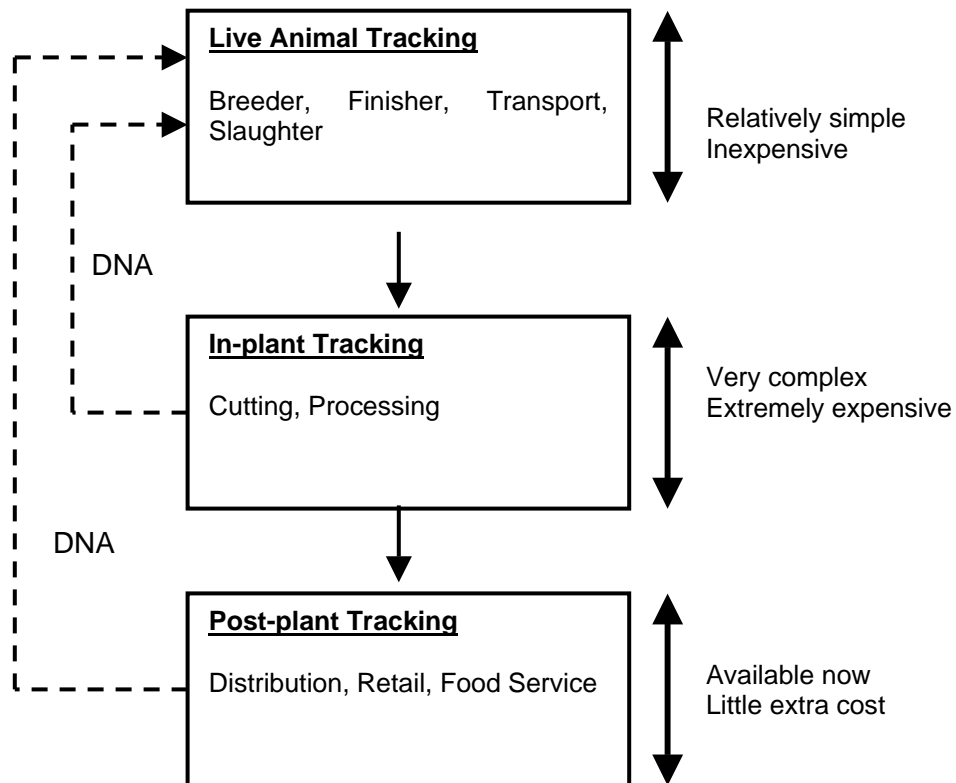 Live Animal Tracking
Breeder, Finisher, Transport,
Slaughter
Relatively simple
Inexpensive
DNA
In-plant Tracking
Cutting, Processing
Very complex
Extremely expensive
DNA
Post-plant Tracking
Distribution, Retail, Food Service
Available now
Little extra cost